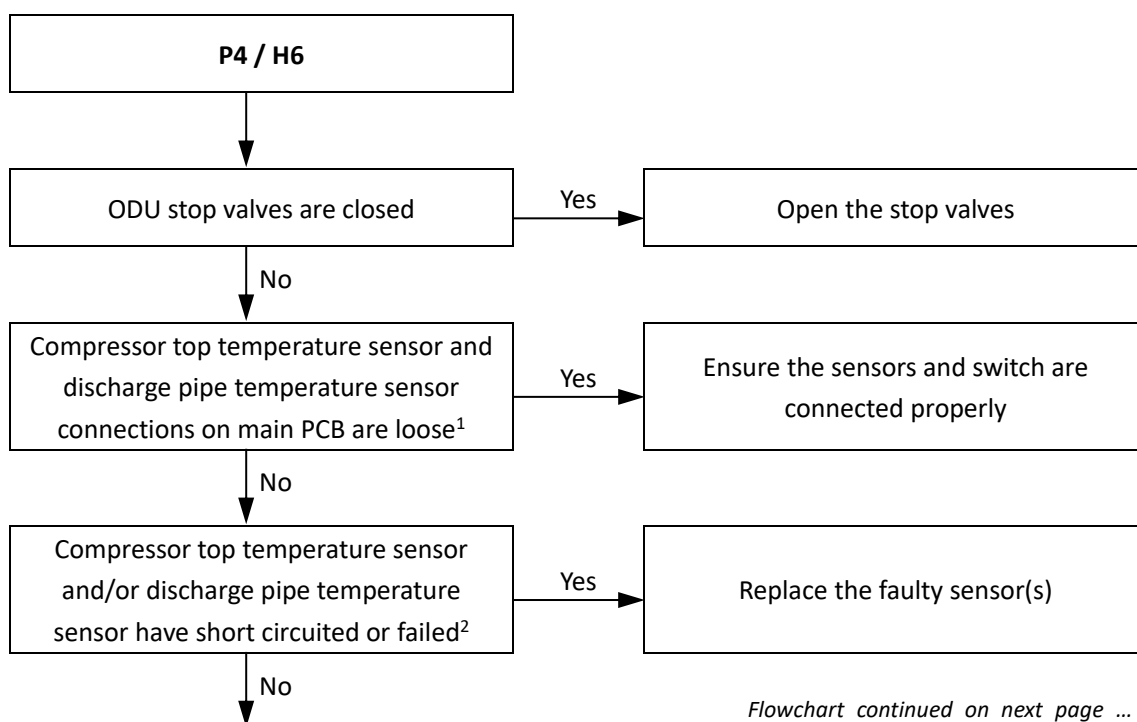 P4 / H6
ODU stop valves are closed
Yes
Open the stop valves
No
Compressor top temperature sensor and
discharge pipe temperature sensor
connections on main PCB are loose1
Yes
Ensure the sensors and switch are
connected properly
No
Compressor top temperature sensor
and/or discharge pipe temperature
sensor have short circuited or failed2
Yes
Replace the faulty sensor(s)
No
Flowchart continued on next page ...